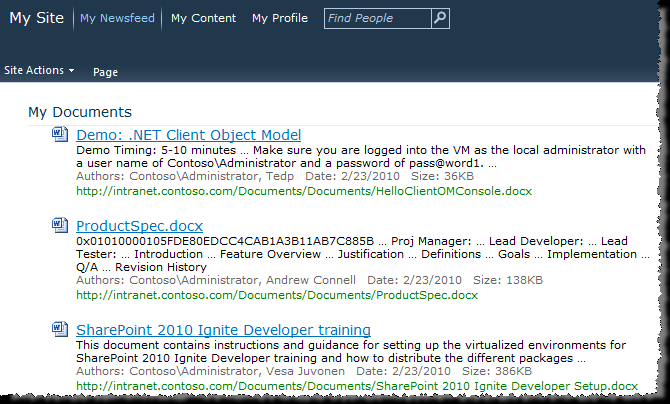 My Site My Newsfeed My Content My Profile Find People
Site Actions Page
My Documents
Demo: .NET Client Object Model
Demo Timing: 5-10 minutes ... Make sure you are logged into the VM as the local administrator with
a user name of Contoso\Administrator and a password of pass@word1. ...
Authors: Contoso\Administrator, Tedp Date: 2/23/2010 Size: 36KB
http://intranet.contoso.com/Documents/Documents/HelloClientOMConsole.docx
ProductSpec.docx
0x01010000105FDE80EDCC4CAB1A3B11AB7C885B ... Proj Manager: ... Lead Developer: ... Lead
Tester: ... Introduction ... Feature Overview ... Justification ... Definitions ... Goals ... Implementation ...
Q/A ... Revision History
Authors: Contoso\Administrator, Andrew Connell Date: 2/23/2010 Size: 138KB
http://intranet.contoso.com/Documents/Documents/ProductSpec.docx
SharePoint 2010 Ignite Developer training
This document contains instructions and guidance for setting up the virtualized environments for
SharePoint 2010 Ignite Developer training and how to distribute the different packages ...
Authors: Contoso\Administrator, Vesa Juvonen Date: 2/23/2010 Size: 386KB
http://intranet.contoso.com/Documents/Documents/SharePoint 2010 Ignite Developer Setup.docx